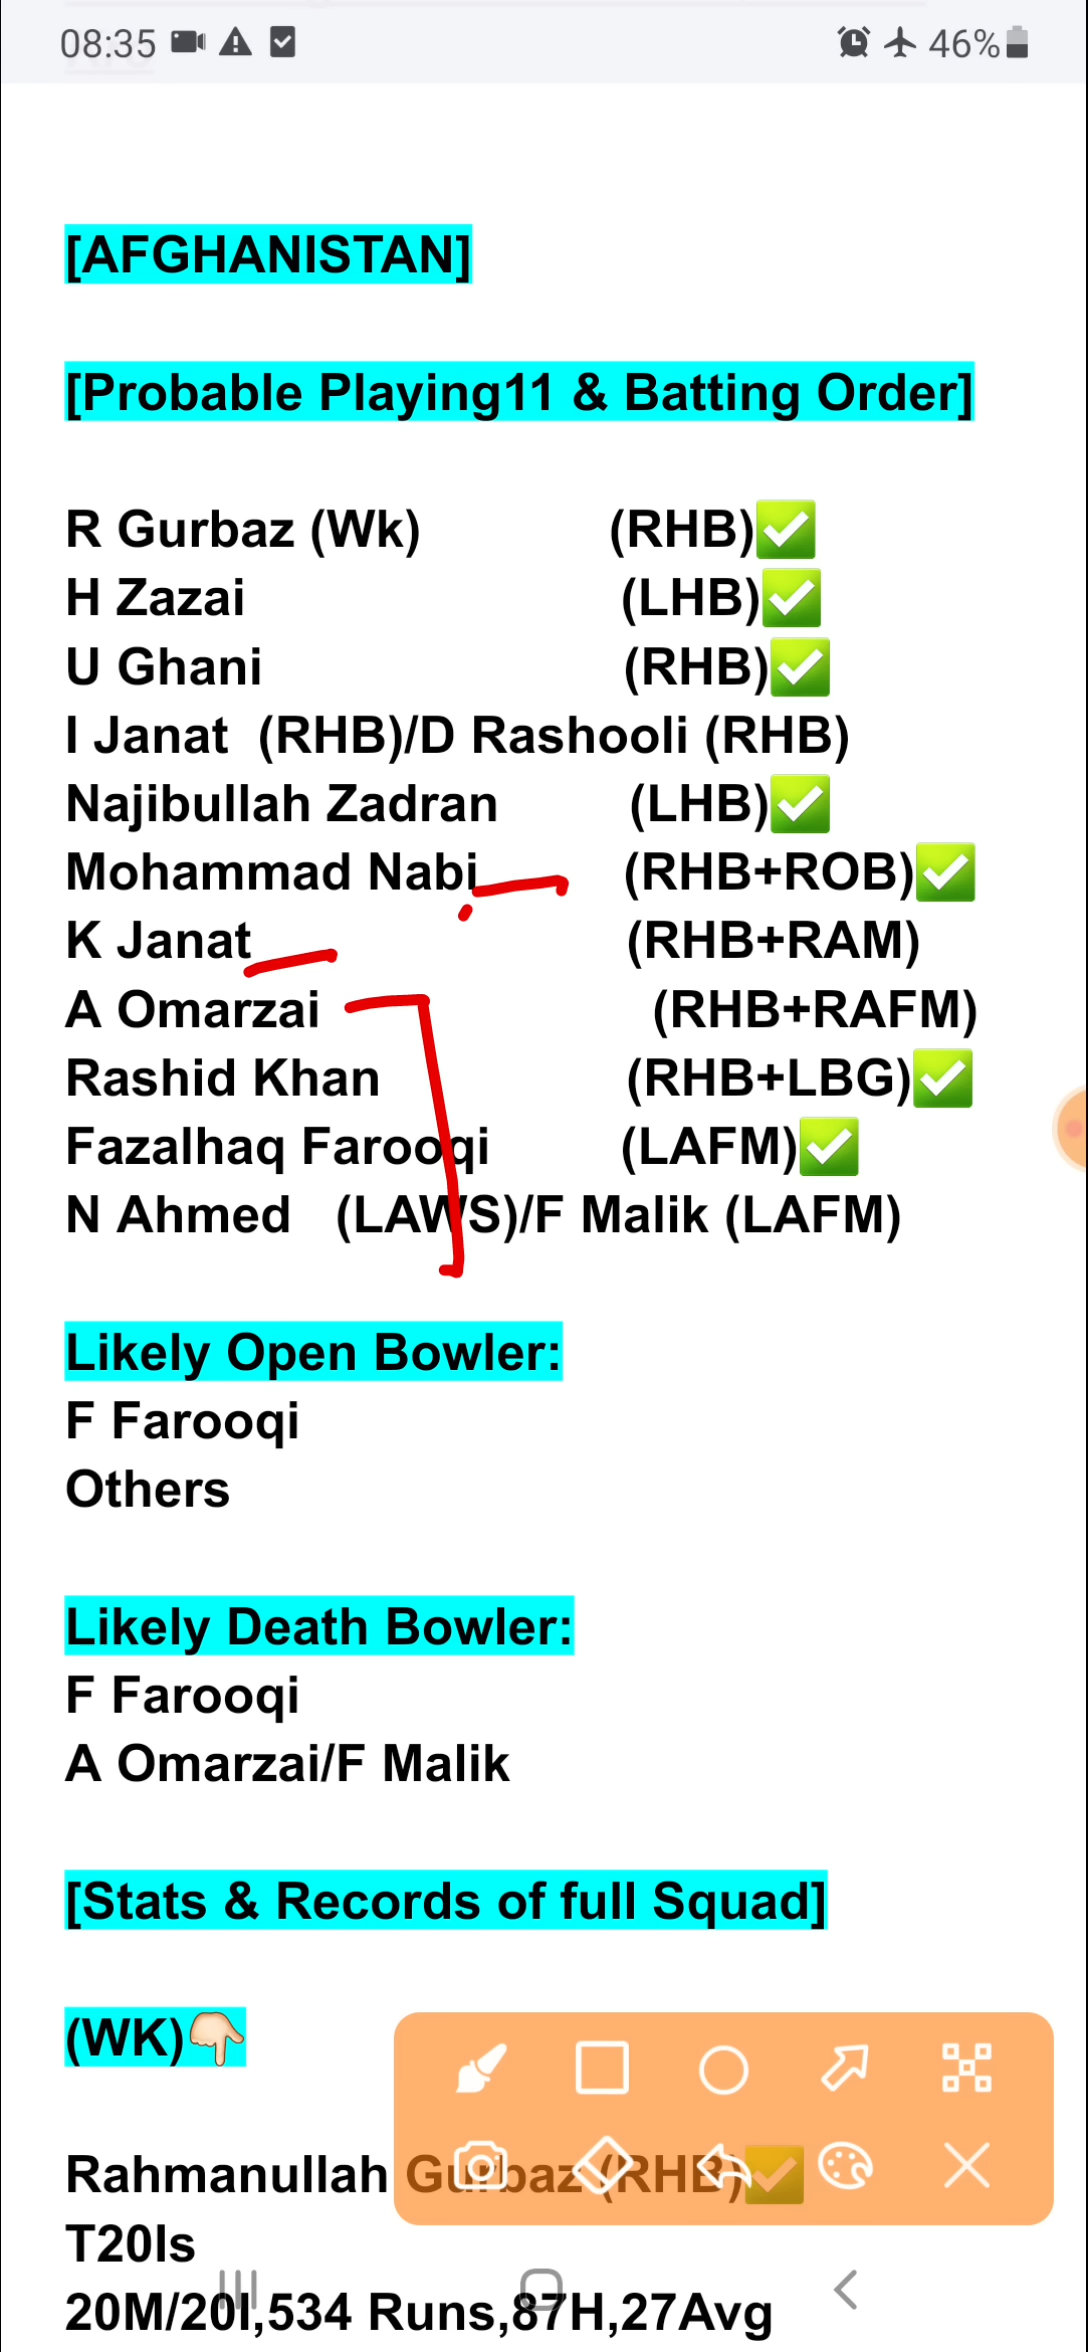 08:35 46%
[AFGHANISTAN]
[Probable Playing11 & Batting Order]
R Gurbaz (Wk) (RHB)✅
H Zazai (LHB)✅
U Ghani (RHB)✅
I Janat (RHB)/D Rashooli (RHB)
Najibullah Zadran (LHB)✅
Mohammad Nabi (RHB+ROB)✅
K Janat (RHB+RAM)
A Omarzai (RHB+RAFM)
Rashid Khan (RHB+LBG)✅
Fazalhaq Farooqi (LAFM)✅
N Ahmed (LAWS)/F Malik (LAFM)
Likely Open Bowler:
F Farooqi
Others
Likely Death Bowler:
F Farooqi
A Omarzai/F Malik
[Stats & Records of full Squad]
(WK)👇
Rahmanullah Gurbaz (RHB)✅
T20Is
20M/20I,534 Runs,87H,27Avg